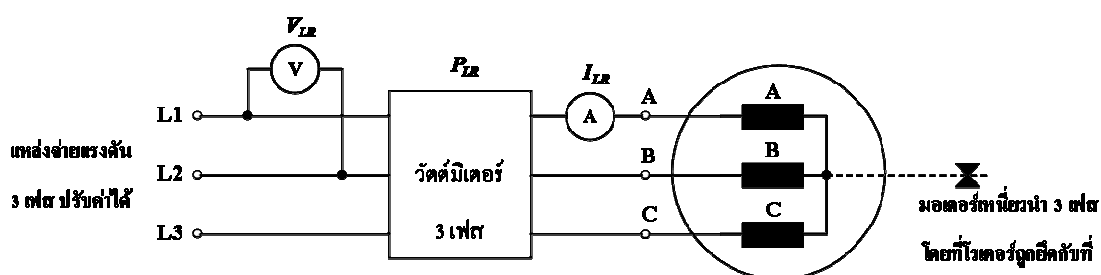 V_LR
V
P_LR
I_LR
L1
A
A
A
แหล่งจ่ายแรงดัน
3 เฟส ปรับค่าได้
L2
วัตต์มิเตอร์
3 เฟส
B
B
L3
C
C
มอเตอร์เหนี่ยวนำ 3 เฟส
โดยที่โรเตอร์ถูกยึดกับที่